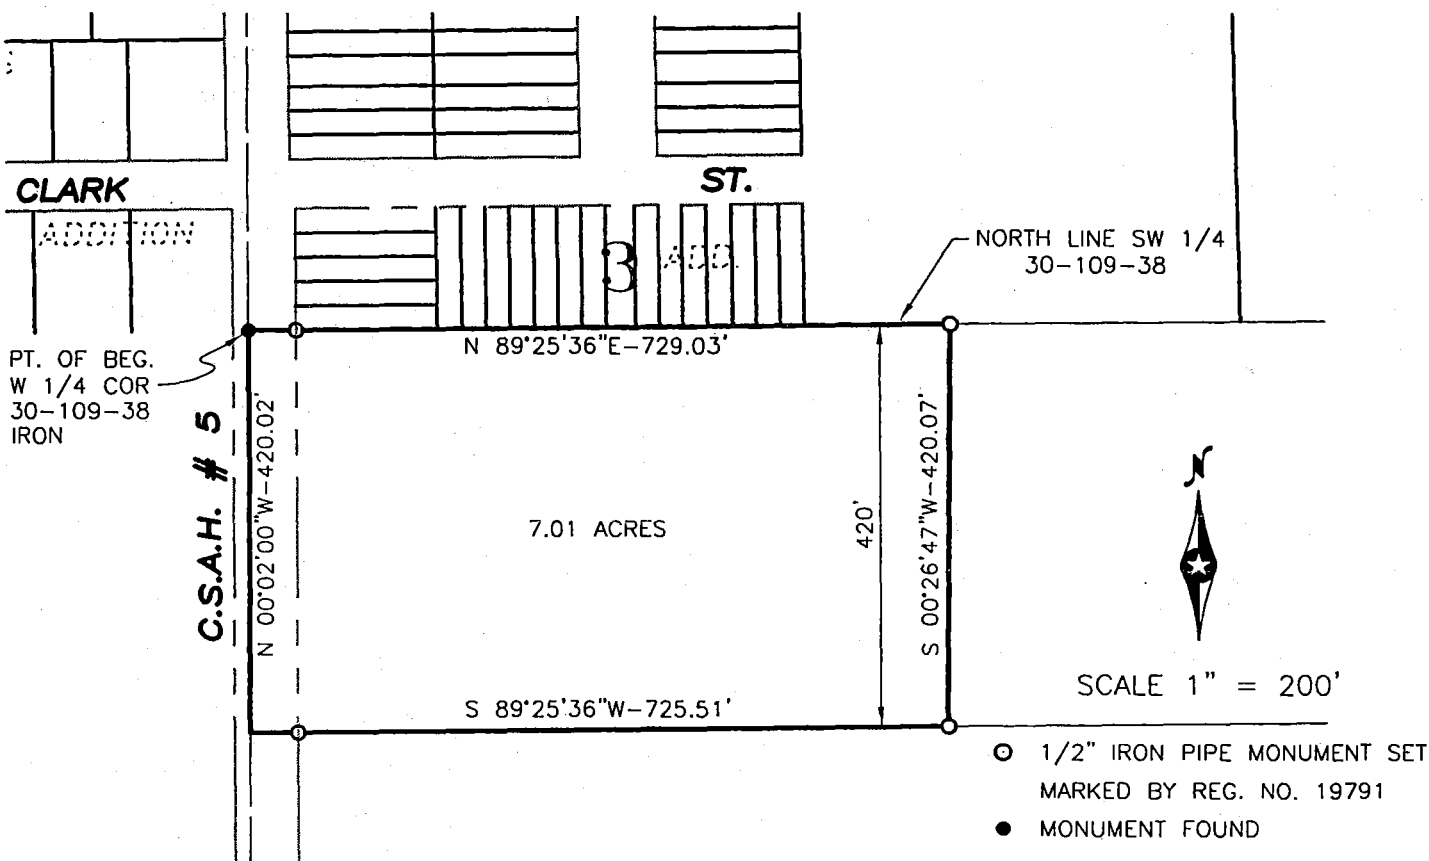 CLARK
ST.
ADDITION
3
ADD.
NORTH LINE SW 1/4
30-109-38
PT. OF BEG.
W 1/4 COR
30-109-38
IRON
N 89°25'36"E-729.03'
C.S.A.H. # 5
N 00°02'00"W-420.02'
7.01 ACRES
420'
S 00°26'47"W-420.07'
N
S 89°25'36"W-725.51'
SCALE 1" = 200'
1/2" IRON PIPE MONUMENT SET
MARKED BY REG. NO. 19791
MONUMENT FOUND